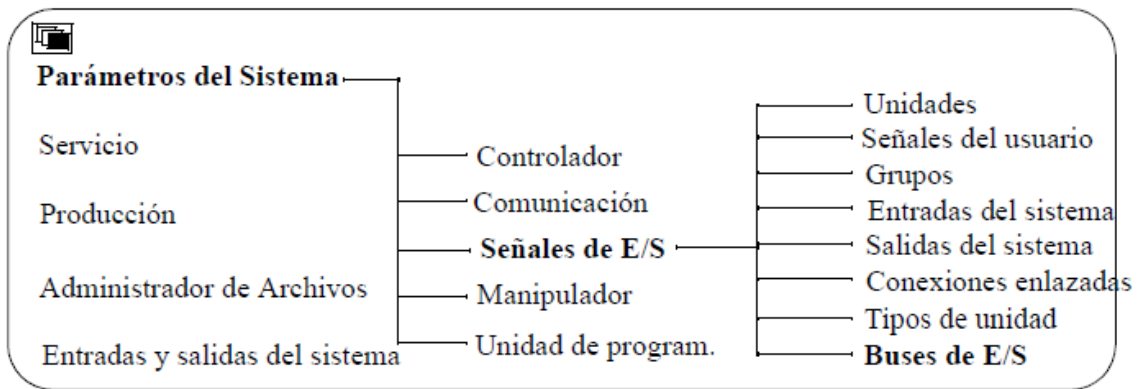 Parámetros del Sistema
Servicio
Producción
Administrador de Archivos
Entradas y salidas del sistema
Controlador
Comunicación
Señales de E/S
Manipulador
Unidad de program.
Unidades
Señales del usuario
Grupos
Entradas del sistema
Salidas del sistema
Conexiones enlazadas
Tipos de unidad
Buses de E/S